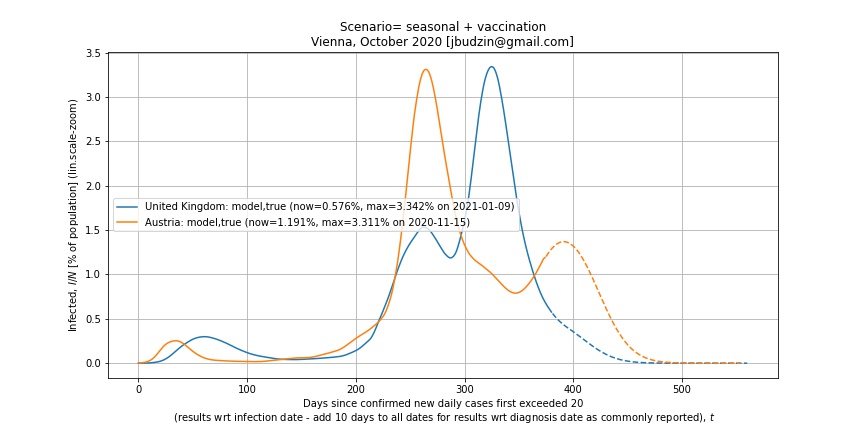 Scenario= seasonal + vaccination
Vienna, October 2020 [jbudzin@gmail.com]
3.5
3.0
2.5
2.0
1.5
1.0
0.5
0.0
Infected, I/N [% of population] (lin.scale-zoom)
United Kingdom: model,true (now=0.576%, max=3.342% on 2021-01-09)
Austria: model,true (now=1.191%, max=3.311% on 2020-11-15)
0 100 200 300 400 500
Days since confirmed new daily cases first exceeded 20
(results wrt infection date - add 10 days to all dates for results wrt diagnosis date as commonly reported), t